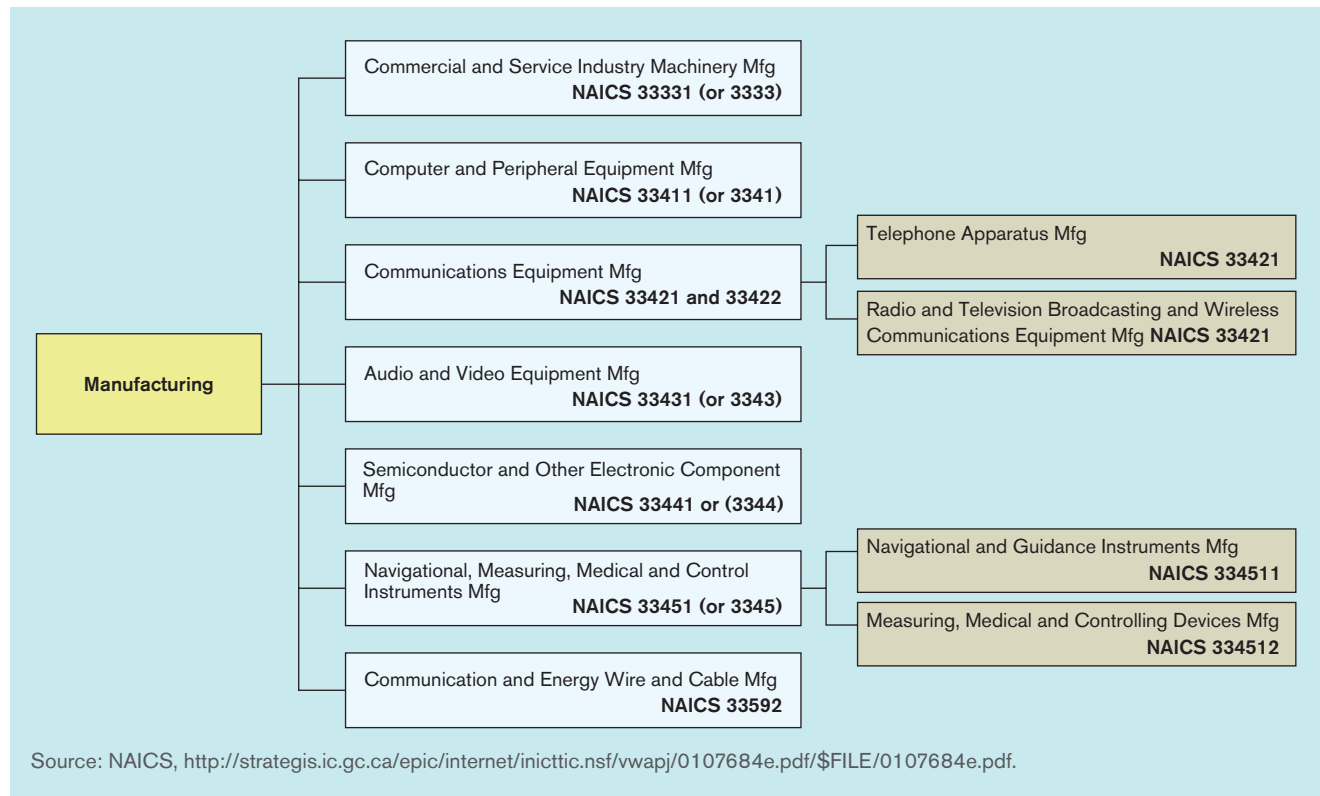 Commercial and Service Industry Machinery Mfg
NAICS 33331 (or 3333)
Computer and Peripheral Equipment Mfg
NAICS 33411 (or 3341)
Communications Equipment Mfg
NAICS 33421 and 33422
Telephone Apparatus Mfg
NAICS 33421
Radio and Television Broadcasting and Wireless
Communications Equipment Mfg NAICS 33421
Manufacturing
Audio and Video Equipment Mfg
NAICS 33431 (or 3343)
Semiconductor and Other Electronic Component
Mfg
NAICS 33441 or (3344)
Navigational, Measuring, Medical and Control
Instruments Mfg
NAICS 33451 (or 3345)
Navigational and Guidance Instruments Mfg
NAICS 334511
Measuring, Medical and Controlling Devices Mfg
NAICS 334512
Communication and Energy Wire and Cable Mfg
NAICS 33592
Source: NAICS, http://strategis.ic.gc.ca/epic/internet/inicttic.nsf/vwapj/0107684e.pdf/$FILE/0107684e.pdf.